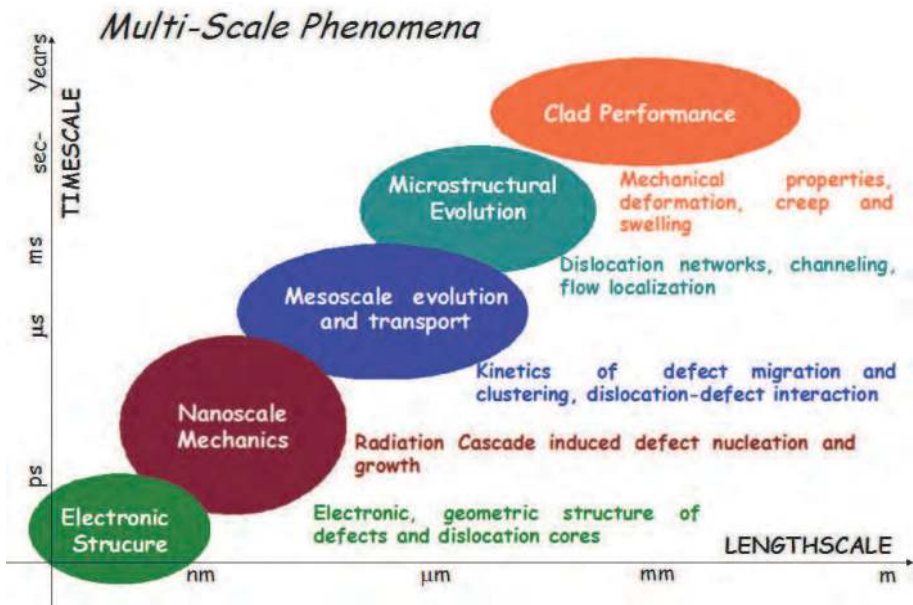 Multi-Scale Phenomena
Years
sec-
TIMESCALE
ms
μs
ps
Clad Performance
Mechanical properties,
deformation, creep and
swelling
Microstructural
Evolution
Dislocation networks, channeling,
flow localization
Mesoscale evolution
and transport
Kinetics of defect migration and
clustering, dislocation-defect interaction
Nanoscale
Mechanics
Radiation Cascade induced defect nucleation and
growth
Electronic
Strucure
Electronic, geometric structure of
defects and dislocation cores
LENGTHSCALE
nm
μm
mm
m